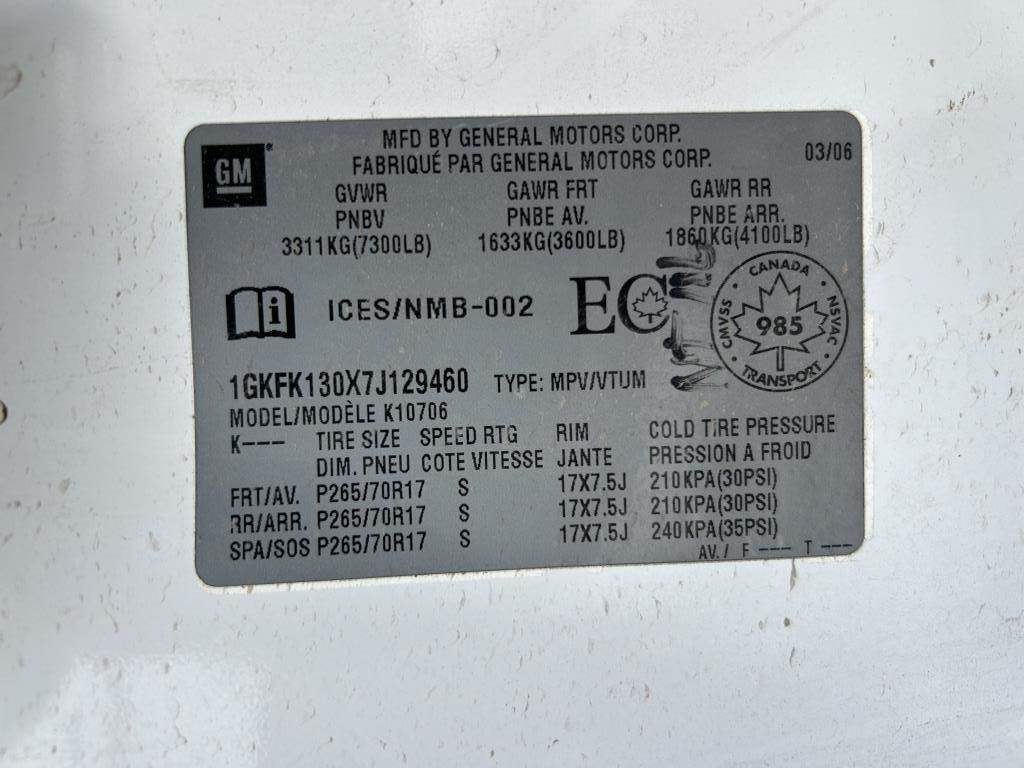 MFD BY GENERAL MOTORS CORP.
FABRIQUÉ PAR GENERAL MOTORS CORP.
03/06
GM
GVWR GAWR FRT GAWR RR
PNBV PNBE AV. PNBE ARR.
3311KG(7300LB) 1633KG(3600LB) 1860KG(4100LB)
i ICES/NMB-002 EC
CANADA
CMVSS 985 NSVAC
TRANSPORT
1GKFK130X7J129460 TYPE: MPV/VTUM
MODEL/MODÈLE K10706
K--- TIRE SIZE SPEED RTG RIM COLD TIRE PRESSURE
DIM. PNEU COTE VITESSE JANTE PRESSION A FROID
FRT/AV. P265/70R17 S 17X7.5J 210KPA(30PSI)
RR/ARR. P265/70R17 S 17X7.5J 210KPA(30PSI)
SPA/SOS P265/70R17 S 17X7.5J 240KPA(35PSI)
AV./ F --- T ---